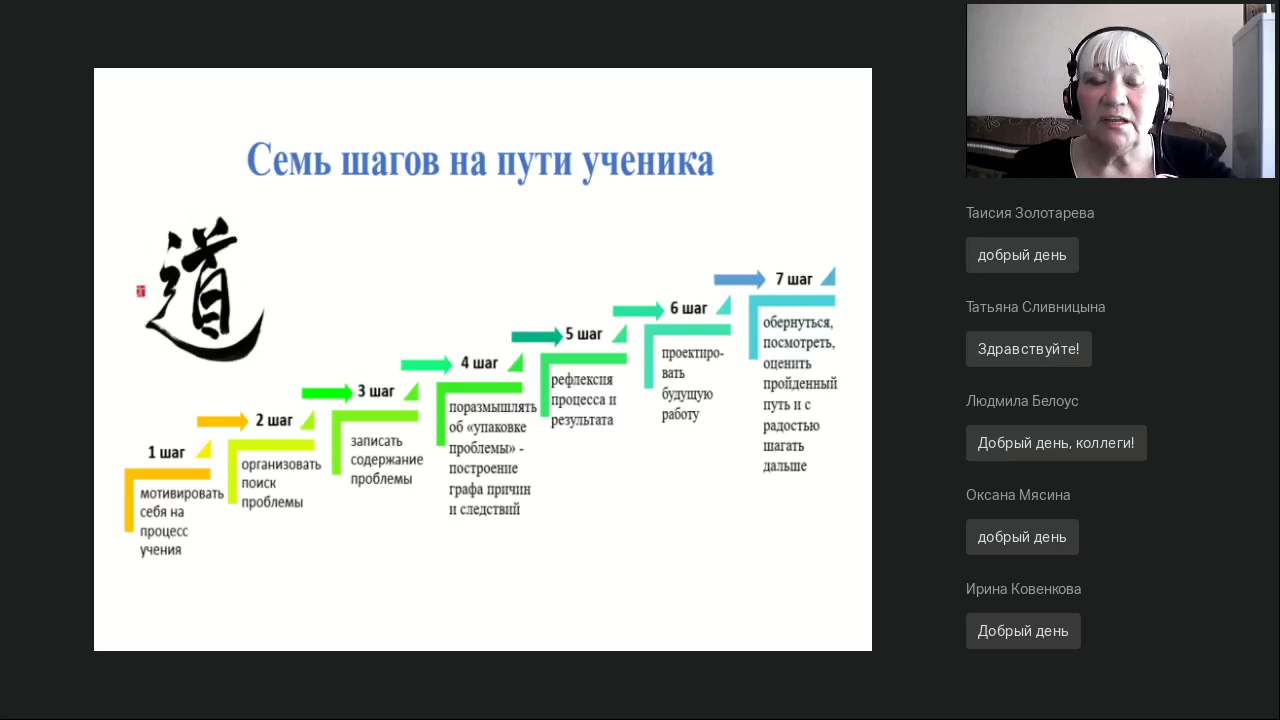 Семь шагов на пути ученика
道
1 шаг
мотивировать
себя на
процесс
учения
2 шаг
организовать
поиск
проблемы
3 шаг
записать
содержание
проблемы
4 шаг
поразмышлять
об «упаковке
проблемы» -
построение
графа причин
и следствий
5 шаг
рефлексия
процесса и
результата
6 шаг
проектиро-
вать
будущую
работу
7 шаг
обернуться,
посмотреть,
оценить
пройденный
путь и с
радостью
шагать
дальше
Таисия Золотарева
добрый день
Татьяна Сливницына
Здравствуйте!
Людмила Белоус
Добрый день, коллеги!
Оксана Мясина
добрый день
Ирина Ковенкова
Добрый день